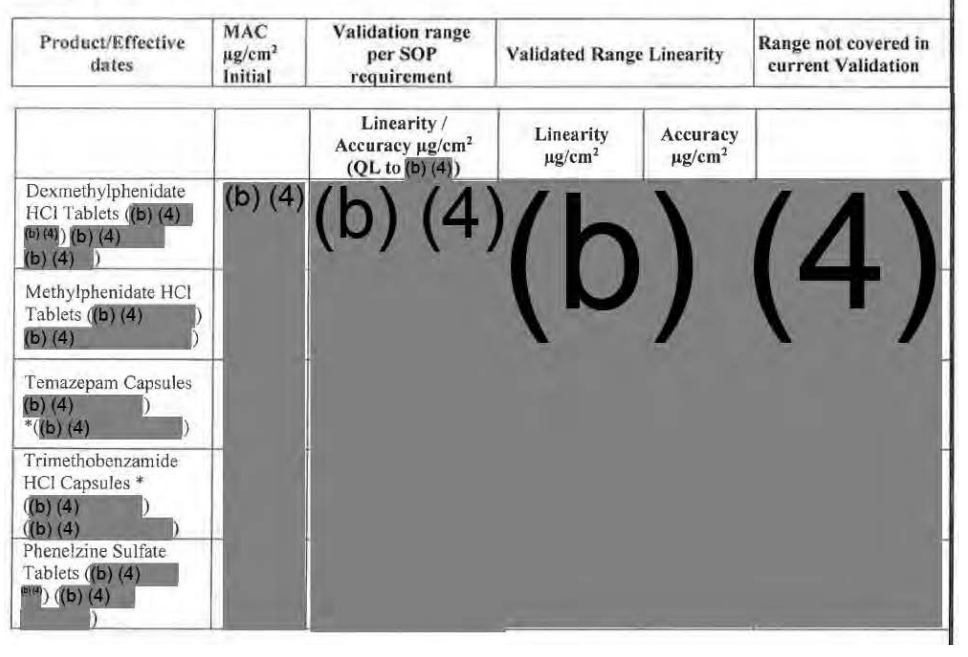 Product/Effective dates
MAC µg/cm² Initial
Validation range per SOP requirement
Validated Range Linearity
Range not covered in current Validation
Linearity / Accuracy µg/cm² (QL to (b) (4))
Linearity µg/cm²
Accuracy µg/cm²
Dexmethylphenidate
HCl Tablets ((b) (4)
(b) (4)) (b) (4)
(b) (4) )
(b) (4)
(b) (4)
(b) (4)
Methylphenidate HCl
Tablets ((b) (4) )
(b) (4) )
Temazepam Capsules
(b) (4) )
*((b) (4) )
Trimethobenzamide
HCl Capsules *
((b) (4) )
((b) (4) )
Phenelzine Sulfate
Tablets ((b) (4)
(b) (4)) ((b) (4)
)